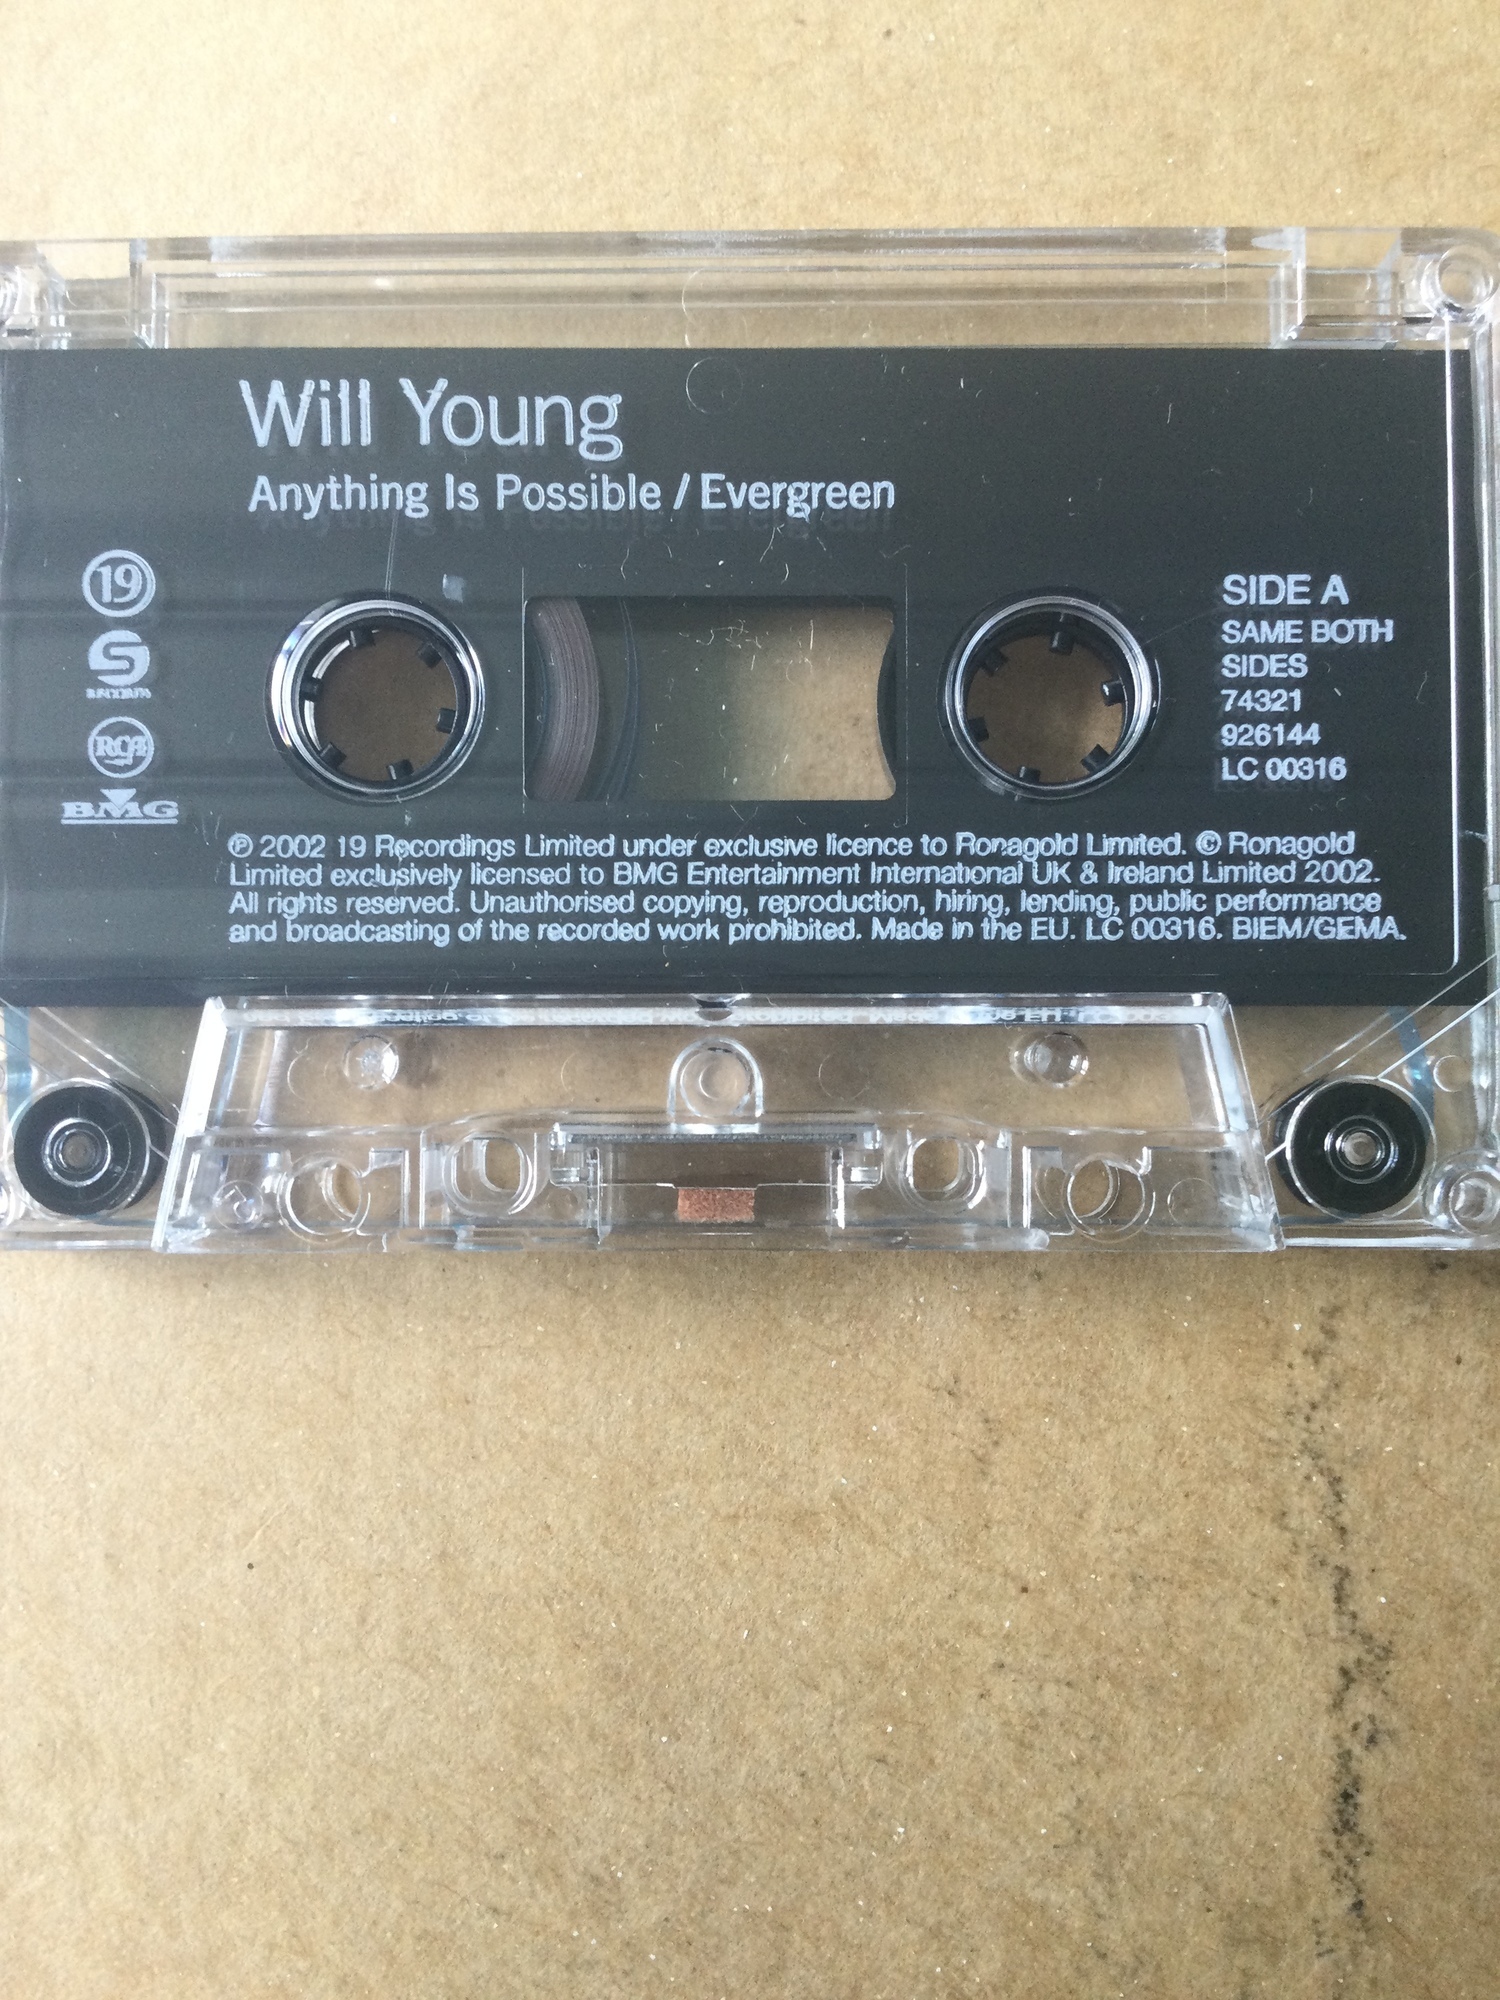 Will Young
Anything Is Possible / Evergreen
19
S
RCA
BMG
SIDE A
SAME BOTH
SIDES
74321
926144
LC 00316
℗ 2002 19 Recordings Limited under exclusive licence to Ronagold Limited. © Ronagold
Limited exclusively licensed to BMG Entertainment International UK & Ireland Limited 2002.
All rights reserved. Unauthorised copying, reproduction, hiring, lending, public performance
and broadcasting of the recorded work prohibited. Made in the EU. LC 00316. BIEM/GEMA.